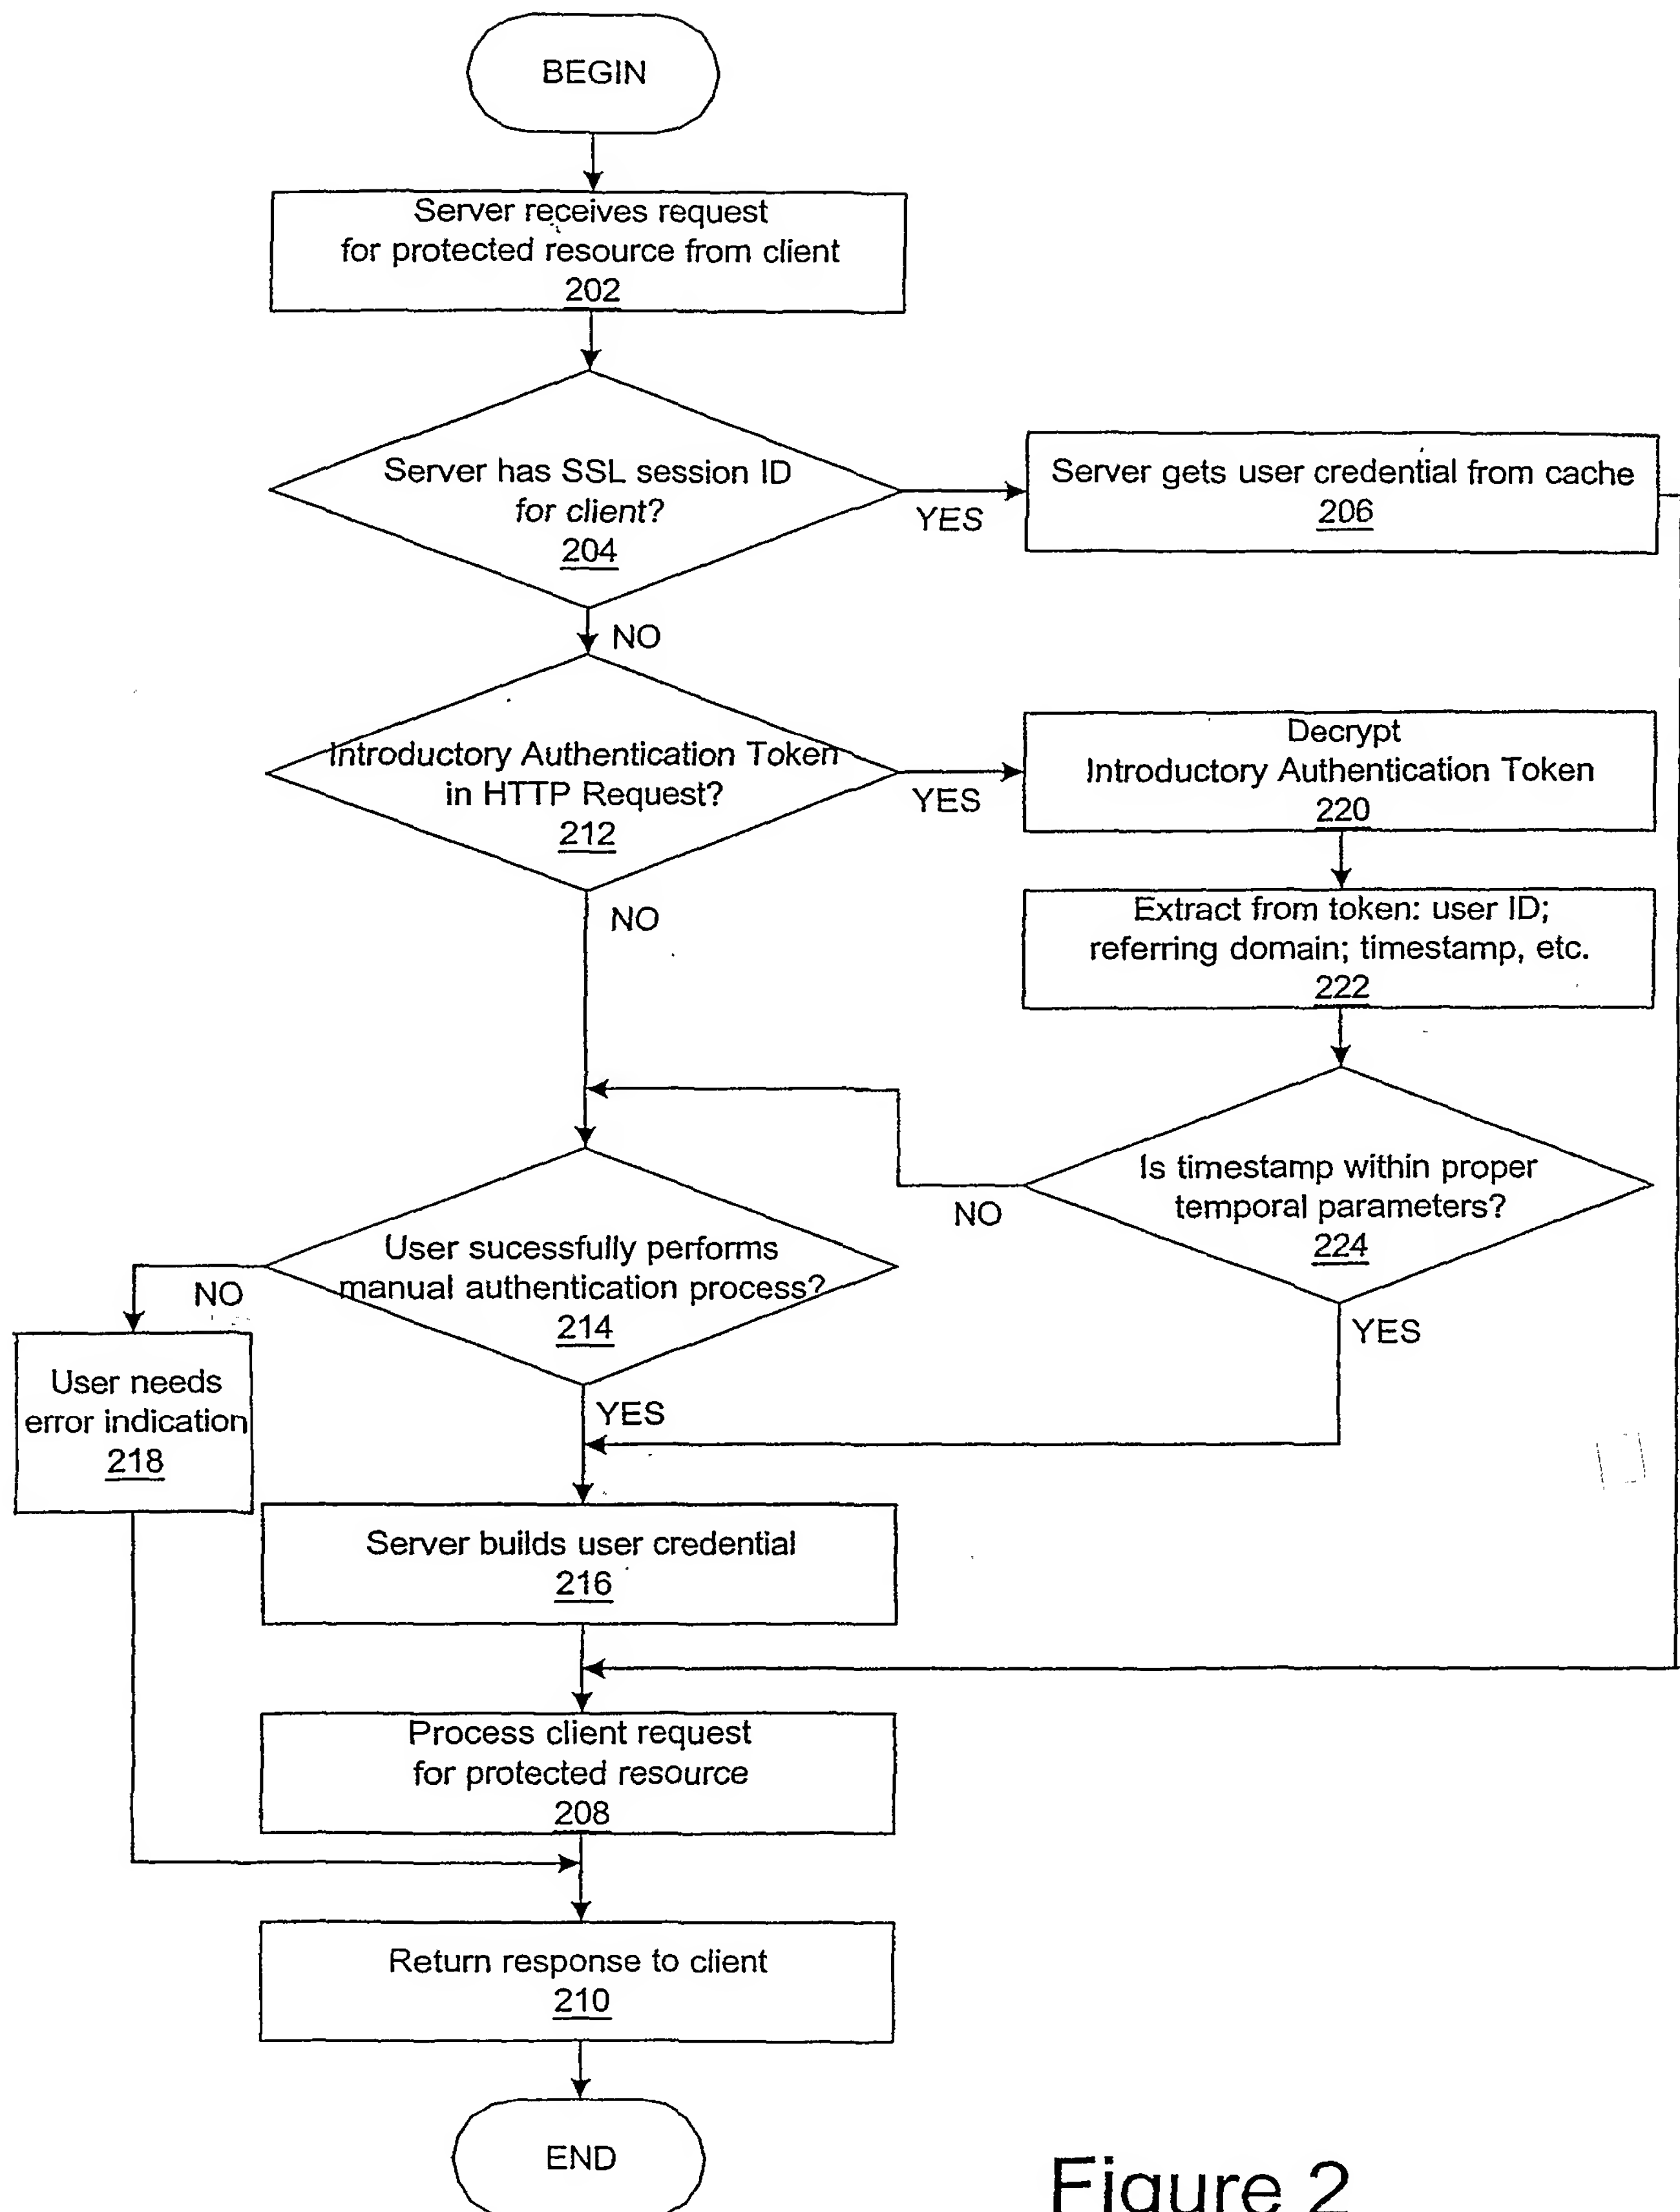 BEGIN
Server receives request
for protected resource from client
202
Server has SSL session ID
for client?
204
YES
Server gets user credential from cache
206
NO
Introductory Authentication Token
in HTTP Request?
212
YES
Decrypt
Introductory Authentication Token
220
NO
Extract from token: user ID;
referring domain; timestamp, etc.
222
Is timestamp within proper
temporal parameters?
224
NO
YES
User sucessfully performs
manual authentication process?
214
NO
User needs
error indication
218
YES
Server builds user credential
216
Process client request
for protected resource
208
Return response to client
210
END
Figure 2